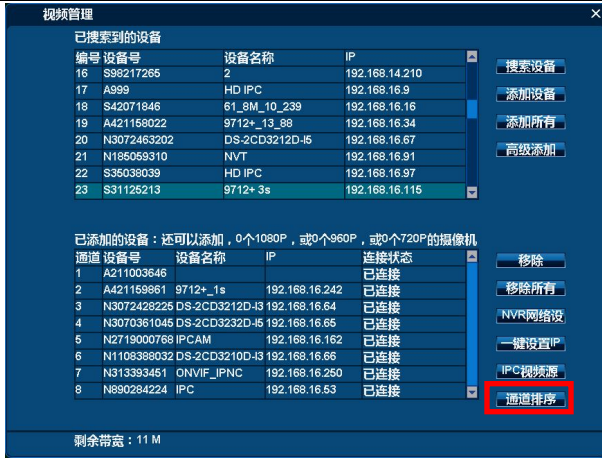 视频管理
已搜索到的设备
编号 设备号 设备名称 IP
16 S98217265 2 192.168.14.210
17 A999 HD IPC 192.168.16.9
18 S42071846 61_8M_10_239 192.168.16.16
19 A421158022 9712+_13_88 192.168.16.34
20 N3072463202 DS-2CD3212D-I5 192.168.16.67
21 N185059310 NVT 192.168.16.91
22 S35038039 HD IPC 192.168.16.97
23 S31125213 9712+ 3s 192.168.16.115
搜索设备
添加设备
添加所有
高级添加
已添加的设备：还可以添加，0个1080P，或0个960P，或0个720P的摄像机
通道 设备号 设备名称 IP 连接状态
1 A211003646 已连接
2 A421159861 9712+_1s 192.168.16.242 已连接
3 N3072428225 DS-2CD3212D-I3 192.168.16.64 已连接
4 N3070361045 DS-2CD3232D-I5 192.168.16.65 已连接
5 N2719000768 IPCAM 192.168.16.162 已连接
6 N1108388032 DS-2CD3210D-I3 192.168.16.66 已连接
7 N313393451 ONVIF_IPNC 192.168.16.250 已连接
8 N890284224 IPC 192.168.16.53 已连接
移除
移除所有
NVR网络设
一键设置IP
IPC视频源
通道排序
剩余带宽：11 M